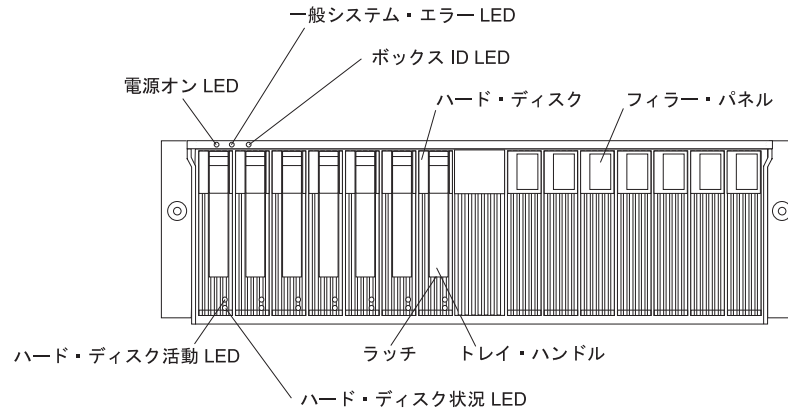 一般システム・エラー LED
ボックス ID LED
電源オン LED
ハード・ディスク
フィラー・パネル
ハード・ディスク活動 LED
ラッチ
トレイ・ハンドル
ハード・ディスク状況 LED